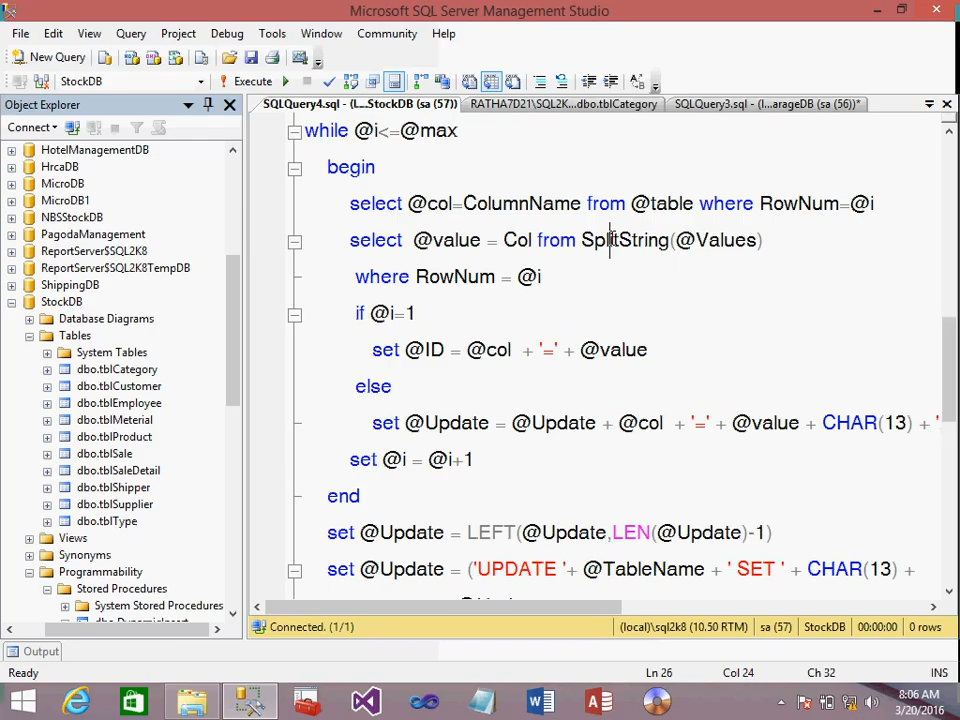 Microsoft SQL Server Management Studio
File Edit View Query Project Debug Tools Window Community Help
New Query
StockDB Execute
Object Explorer
SQLQuery4.sql - (l....StockDB (sa (57)) RATHA7D21\SQL2K...dbo.tblCategory SQLQuery3.sql - (l...arageDB (sa (56))*
Connect
HotelManagementDB
HrcaDB
MicroDB
MicroDB1
NBSStockDB
PagodaManagement
ReportServer$SQL2K8
ReportServer$SQL2K8TempDB
ShippingDB
StockDB
Database Diagrams
Tables
System Tables
dbo.tblCategory
dbo.tblCustomer
dbo.tblEmployee
dbo.tblMeterial
dbo.tblProduct
dbo.tblSale
dbo.tblSaleDetail
dbo.tblShipper
dbo.tblSupplier
dbo.tblType
Views
Synonyms
Programmability
Stored Procedures
System Stored Procedures
while @i<=@max
begin
select @col=ColumnName from @table where RowNum=@i
select @value = Col from SplitString(@Values)
where RowNum = @i
if @i=1
set @ID = @col + '=' + @value
else
set @Update = @Update + @col + '=' + @value + CHAR(13) + '
set @i = @i+1
end
set @Update = LEFT(@Update,LEN(@Update)-1)
set @Update = ('UPDATE '+ @TableName + ' SET ' + CHAR(13) +
Connected. (1/1) (local)\sql2k8 (10.50 RTM) sa (57) StockDB 00:00:00 0 rows
Output
Ready Ln 26 Col 24 Ch 32 INS
8:06 AM
3/20/2016